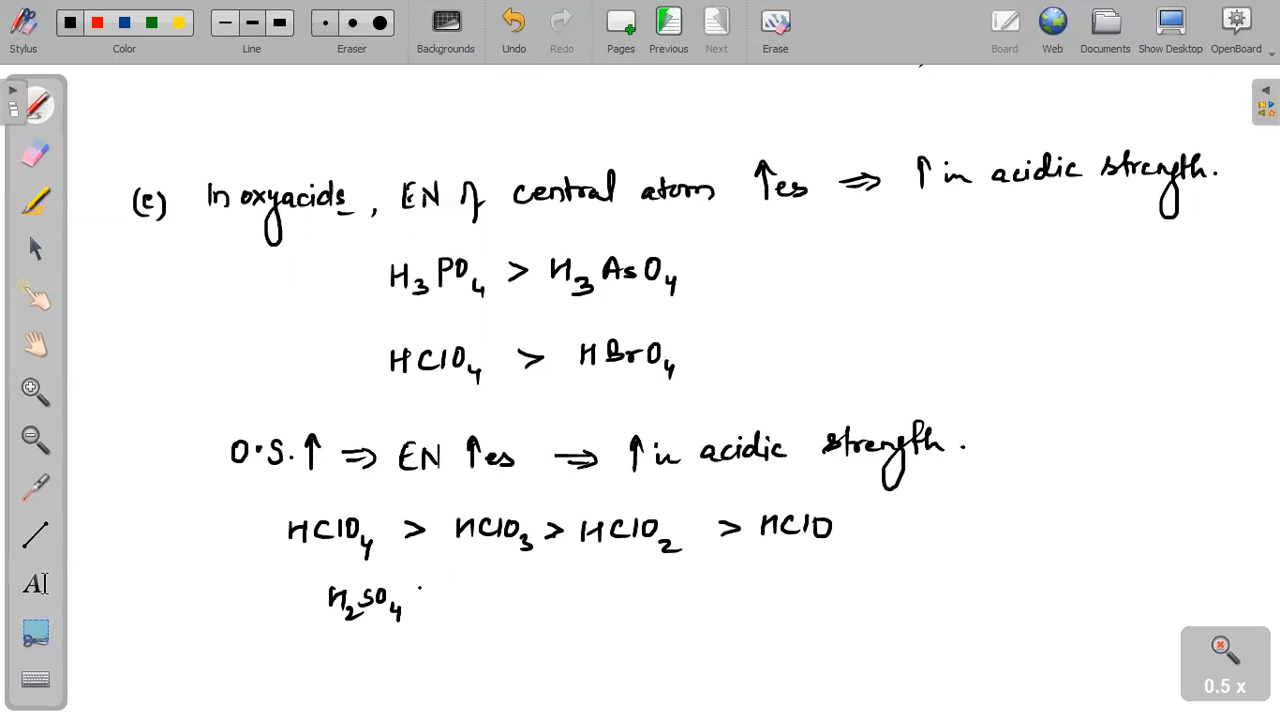 Stylus Color Line Eraser Backgrounds Undo Redo Pages Previous Next Erase Board Web Documents Show Desktop OpenBoard
(e) In oxyacids, EN of central atom ↑es ⇒ ↑ in acidic strength.
H₃PO₄ > H₃AsO₄
HClO₄ > HBrO₄
O.S. ↑ ⇒ EN ↑es ⇒ ↑ in acidic strength.
HClO₄ > HClO₃ > HClO₂ > HClO
H₂SO₄
AI
0.5 x